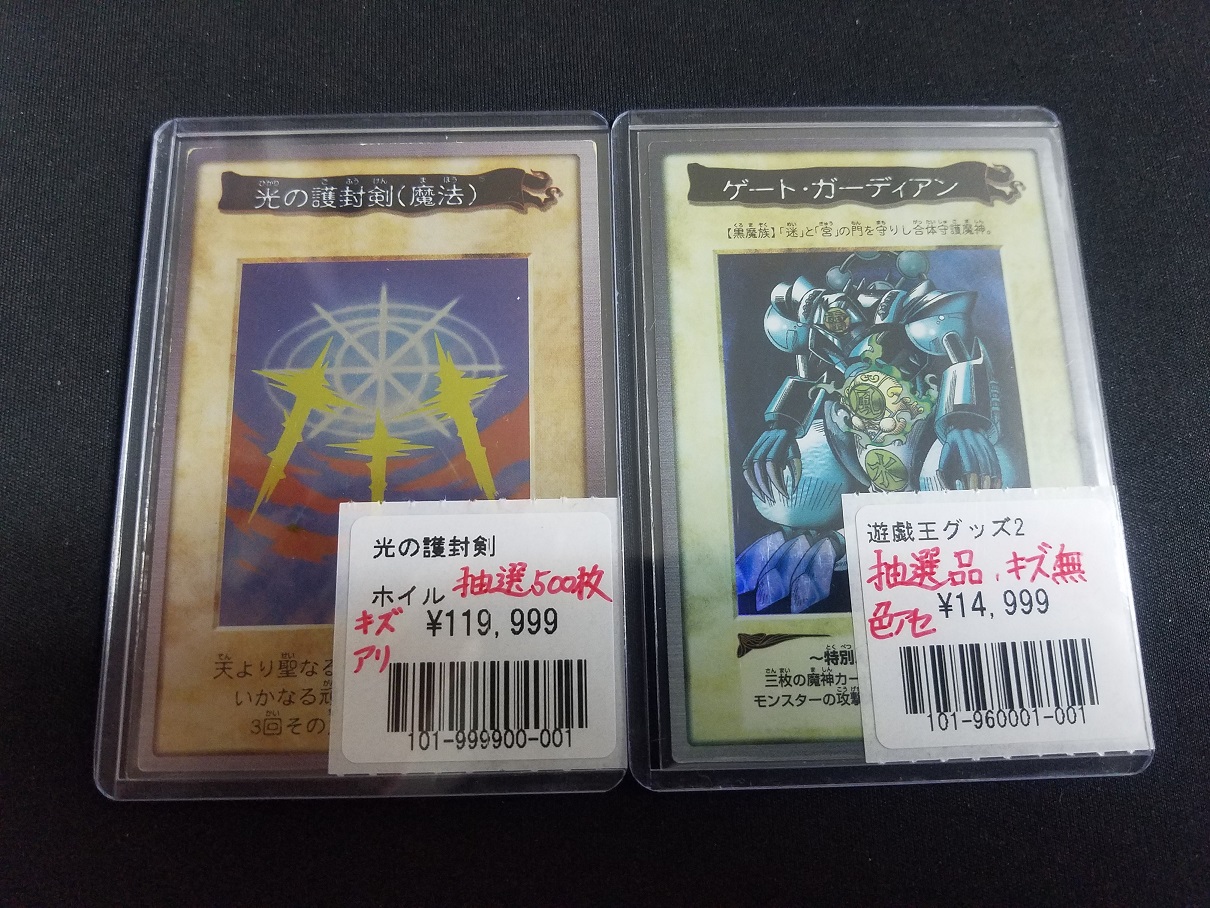 光の護封剣(魔法)
天より聖なる
いかなる
3回その
光の護封剣
ホイル 抽選500枚
キズ
アリ
¥119,999
101-999900-001
ゲート・ガーディアン
【黒魔族】「迷」と「宮」の門を守りし合体守護魔神。
風
水
~特別
三枚の魔神カー
モンスターの攻撃
遊戯王グッズ2
抽選品、キズ無
色アセ
¥14,999
101-960001-001